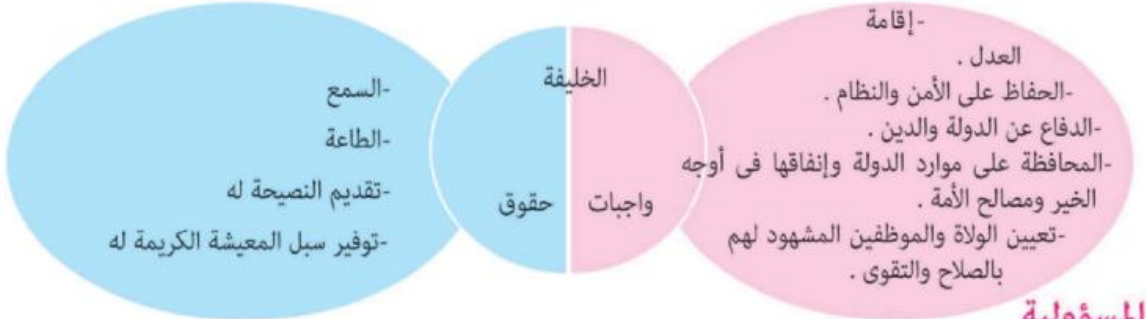 -إقامة
العدل .
-الحفاظ على الأمن والنظام .
-الدفاع عن الدولة والدين .
-المحافظة على موارد الدولة وإنفاقها فى أوجه
الخير ومصالح الأمة .
-تعيين الولاة والموظفين المشهود لهم
بالصلاح والتقوى .
الخليفة
واجبات
حقوق
-السمع
-الطاعة
-تقديم النصيحة له
-توفير سبل المعيشة الكريمة له